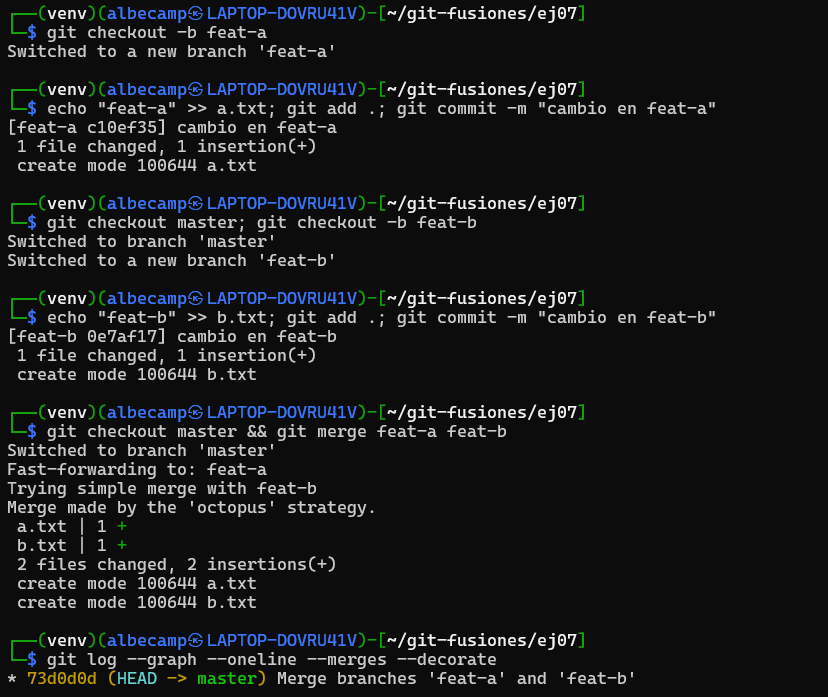 ┌──(venv)(albecamp㉿LAPTOP-DOVRU41V)-[~/git-fusiones/ej07]
└─$ git checkout -b feat-a
Switched to a new branch 'feat-a'
┌──(venv)(albecamp㉿LAPTOP-DOVRU41V)-[~/git-fusiones/ej07]
└─$ echo "feat-a" >> a.txt; git add .; git commit -m "cambio en feat-a"
[feat-a c10ef35] cambio en feat-a
 1 file changed, 1 insertion(+)
 create mode 100644 a.txt
┌──(venv)(albecamp㉿LAPTOP-DOVRU41V)-[~/git-fusiones/ej07]
└─$ git checkout master; git checkout -b feat-b
Switched to branch 'master'
Switched to a new branch 'feat-b'
┌──(venv)(albecamp㉿LAPTOP-DOVRU41V)-[~/git-fusiones/ej07]
└─$ echo "feat-b" >> b.txt; git add .; git commit -m "cambio en feat-b"
[feat-b 0e7af17] cambio en feat-b
 1 file changed, 1 insertion(+)
 create mode 100644 b.txt
┌──(venv)(albecamp㉿LAPTOP-DOVRU41V)-[~/git-fusiones/ej07]
└─$ git checkout master && git merge feat-a feat-b
Switched to branch 'master'
Fast-forwarding to: feat-a
Trying simple merge with feat-b
Merge made by the 'octopus' strategy.
 a.txt | 1 +
 b.txt | 1 +
 2 files changed, 2 insertions(+)
 create mode 100644 a.txt
 create mode 100644 b.txt
┌──(venv)(albecamp㉿LAPTOP-DOVRU41V)-[~/git-fusiones/ej07]
└─$ git log --graph --oneline --merges --decorate
* 73d0d0d (HEAD -> master) Merge branches 'feat-a' and 'feat-b'